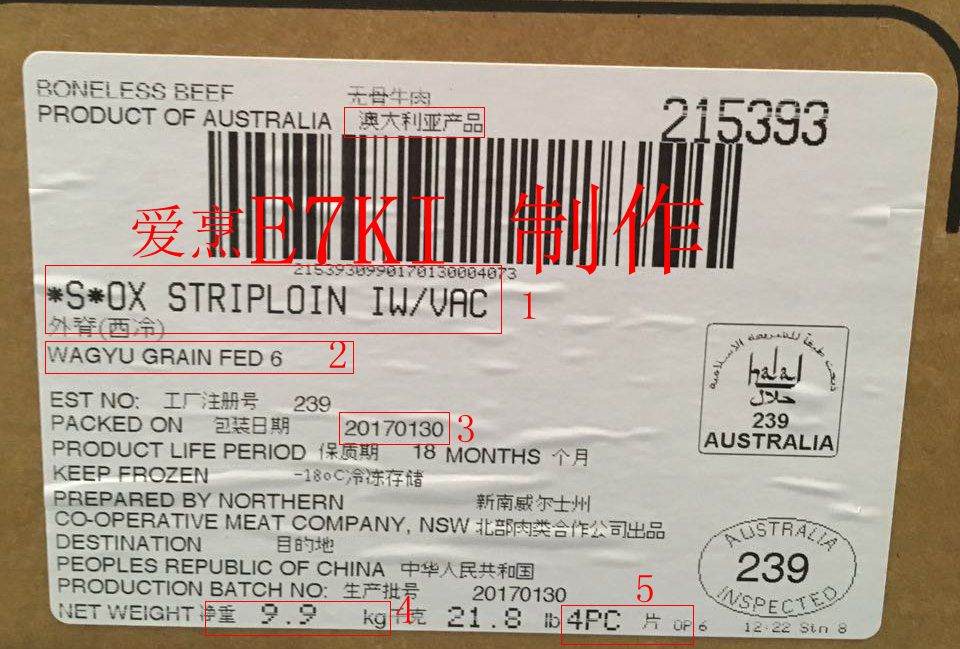 BONELESS BEEF 无骨牛肉
PRODUCT OF AUSTRALIA 澳大利亚产品
215393
爱烹E7KI 制作
21539309901701300040​73
*S*OX STRIPLOIN IW/VAC 1
外脊(西冷)
WAGYU GRAIN FED 6 2
EST NO: 工厂注册号 239
PACKED ON 包装日期 20170130 3
PRODUCT LIFE PERIOD 保质期 18 MONTHS 个月
KEEP FROZEN -18oC冷冻存储
PREPARED BY NORTHERN 新南威尔士州
CO-OPERATIVE MEAT COMPANY, NSW 北部肉类合作公司出品
DESTINATION 目的地
PEOPLES REPUBLIC OF CHINA 中华人民共和国
PRODUCTION BATCH NO: 生产批号 20170130
NET WEIGHT 净重 9.9 kg 4 千克 21.8 lb 4PC 片 5 OP 6 12:22 Stn 8
halal
حلال
239
AUSTRALIA
AUSTRALIA
239
INSPECTED